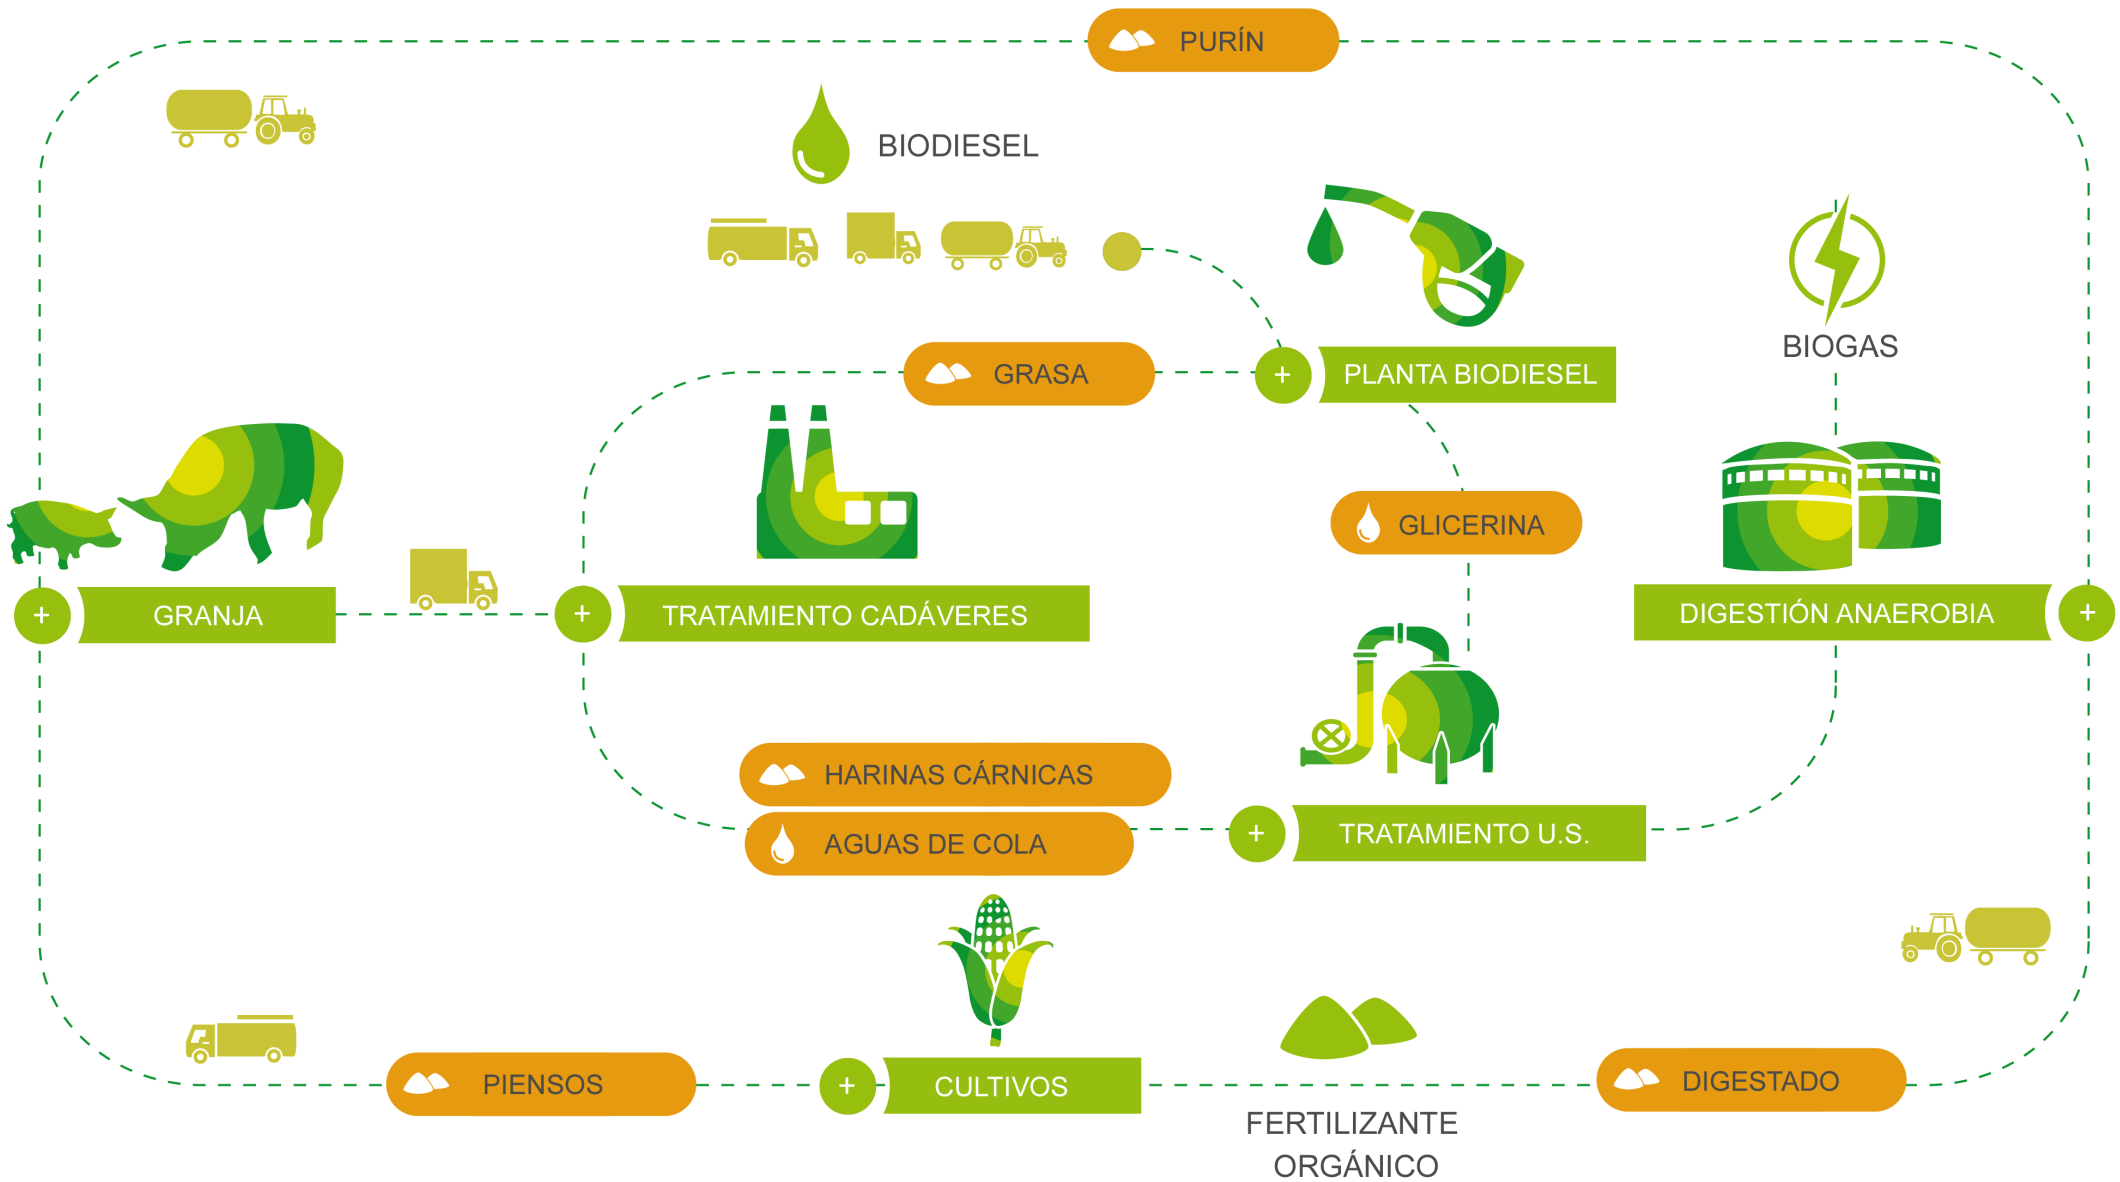 PURÍN
BIODIESEL
BIOGAS
GRASA
+ PLANTA BIODIESEL
GLICERINA
+ GRANJA
+ TRATAMIENTO CADÁVERES
DIGESTIÓN ANAEROBIA +
HARINAS CÁRNICAS
AGUAS DE COLA
+ TRATAMIENTO U.S.
PIENSOS
+ CULTIVOS
DIGESTADO
FERTILIZANTE
ORGÁNICO